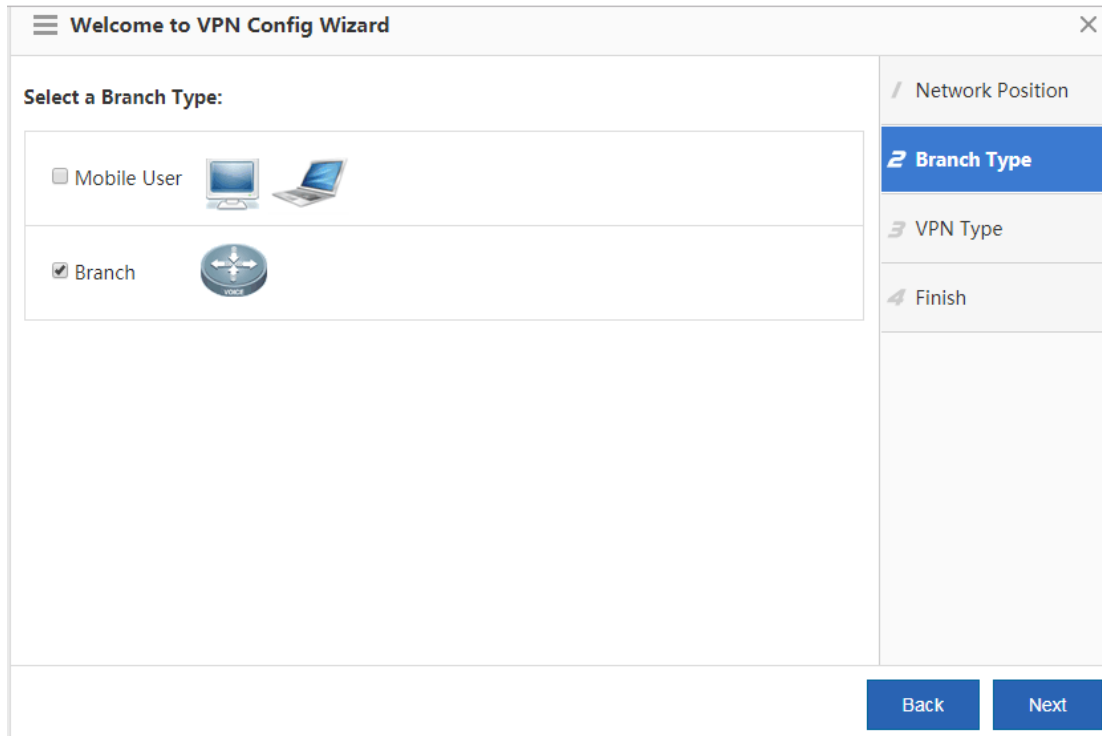 Welcome to VPN Config Wizard
Select a Branch Type:
Mobile User
Branch
VOICE
1 Network Position
2 Branch Type
3 VPN Type
4 Finish
Back
Next